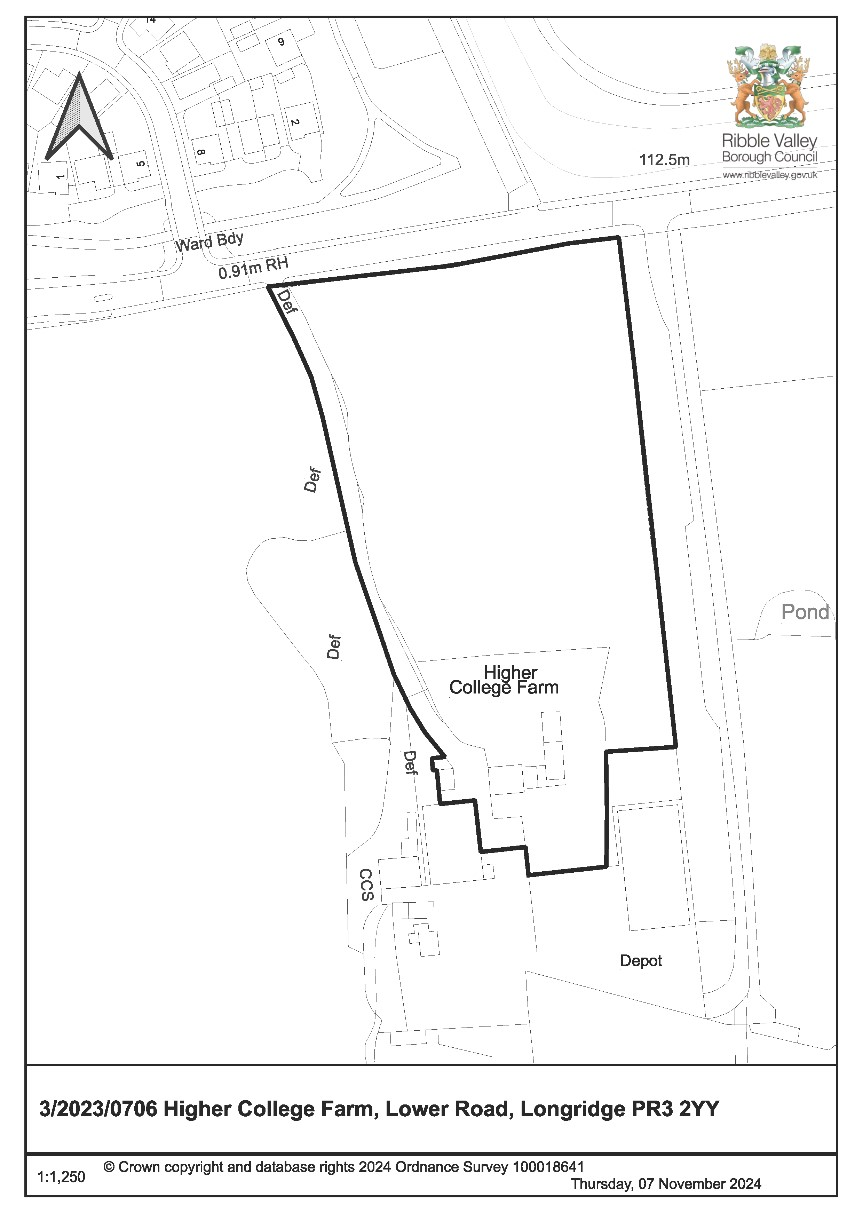 14
9
2
8
5
1
Ribble Valley
Borough Council
www.ribblevalley.gov.uk
112.5m
Ward Bdy
0.91m RH
Def
Def
Pond
Def
Higher
College Farm
Def
CCS
Depot
3/2023/0706 Higher College Farm, Lower Road, Longridge PR3 2YY
1:1,250
© Crown copyright and database rights 2024 Ordnance Survey 100018641
Thursday, 07 November 2024